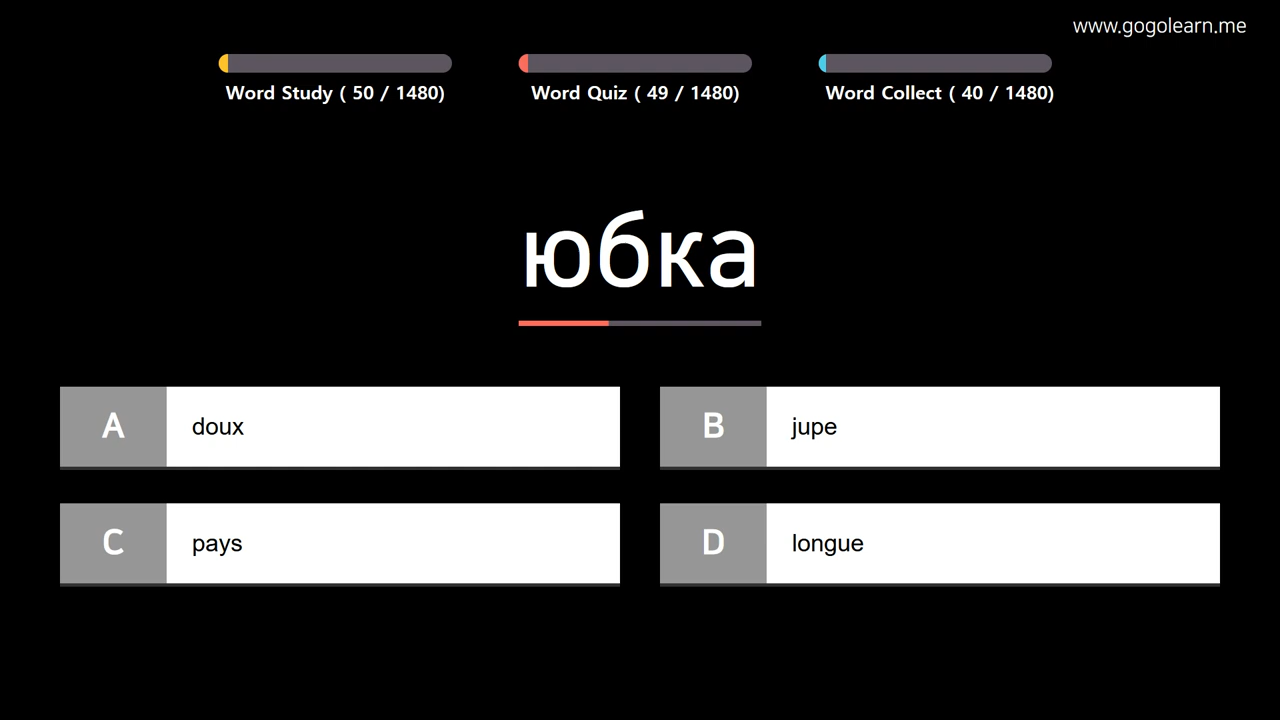 www.gogolearn.me
Word Study ( 50 / 1480)
Word Quiz ( 49 / 1480)
Word Collect ( 40 / 1480)
юбка
A doux
B jupe
C pays
D longue